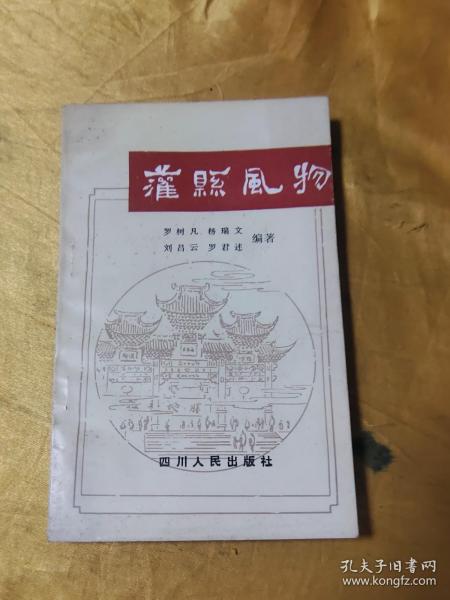 灌縣風物
罗树凡 杨瑞文
刘昌云 罗君述
编著
四川人民出版社
孔夫子旧书网
www.kongfz.com